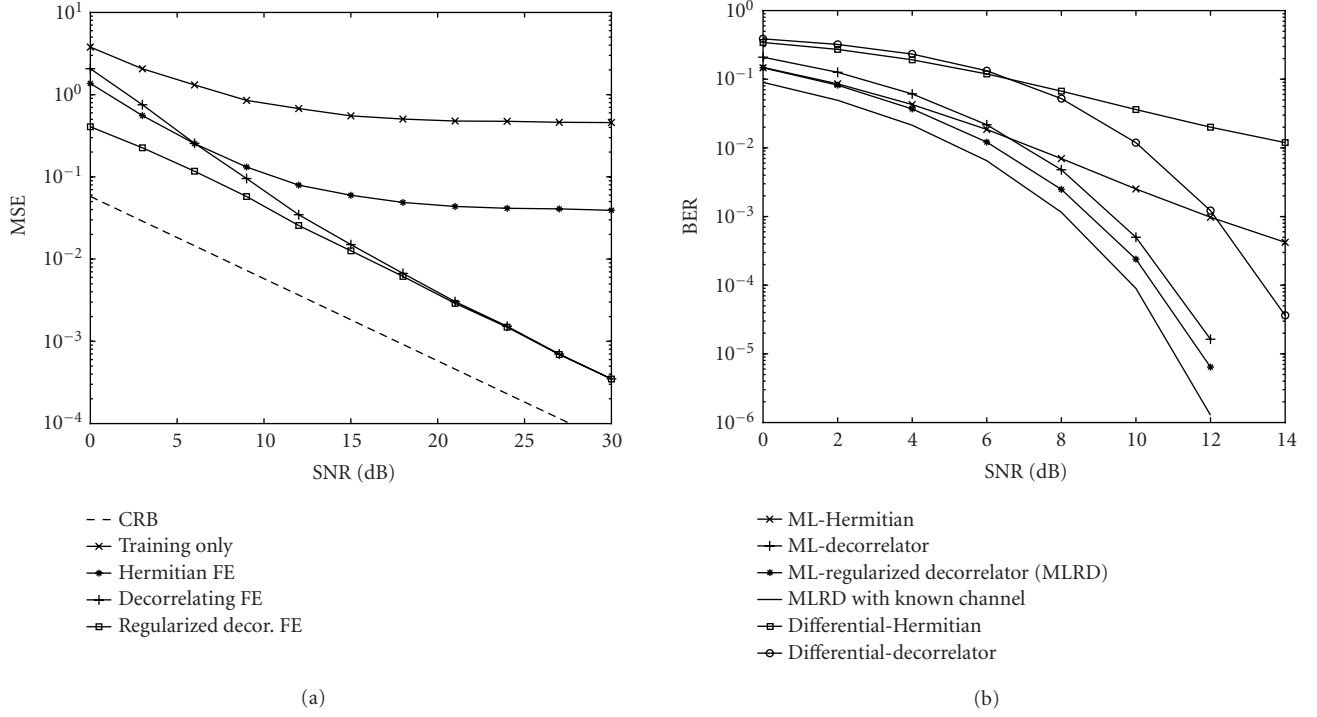 10^1
10^0
10^−1
10^−2
10^−3
10^−4
MSE
0 5 10 15 20 25 30
SNR (dB)
CRB
Training only
Hermitian FE
Decorrelating FE
Regularized decor. FE
(a)
10^0
10^−1
10^−2
10^−3
10^−4
10^−5
10^−6
BER
0 2 4 6 8 10 12 14
SNR (dB)
ML-Hermitian
ML-decorrelator
ML-regularized decorrelator (MLRD)
MLRD with known channel
Differential-Hermitian
Differential-decorrelator
(b)